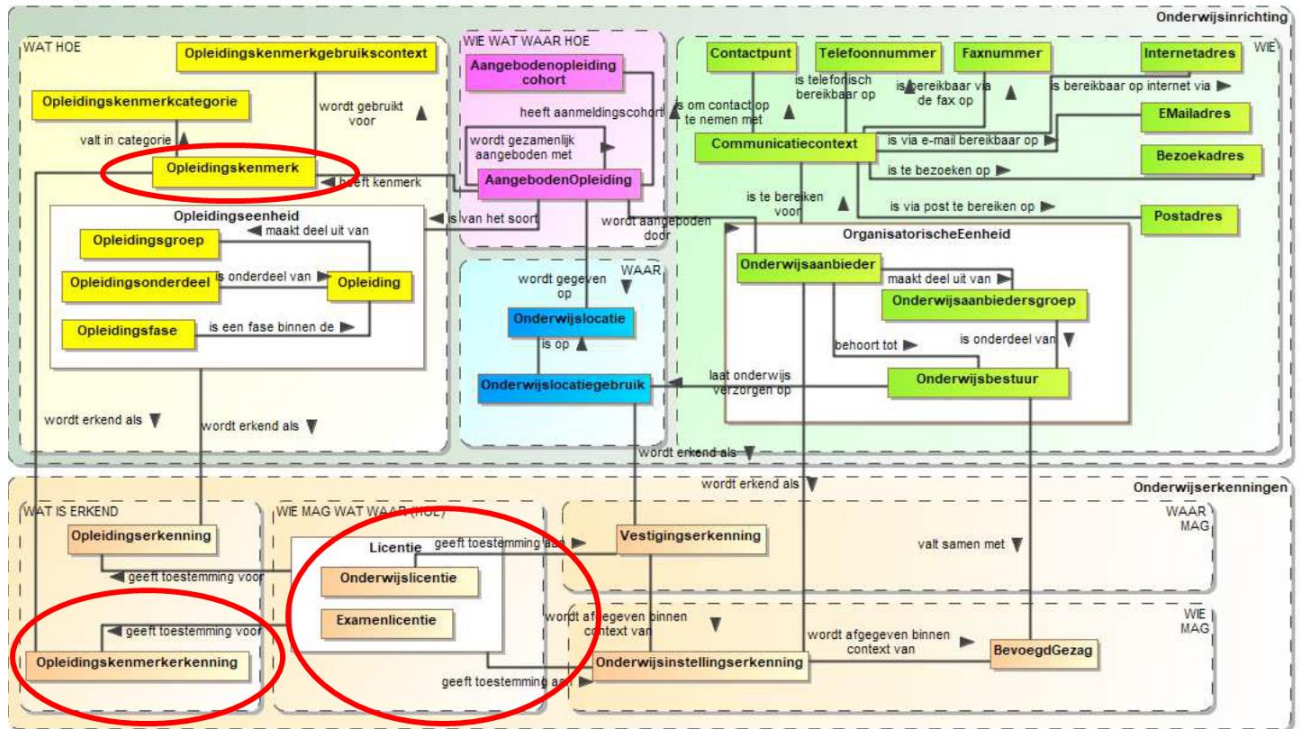 Onderwijsinrichting
WAT HOE
Opleidingskenmerkgebruikscontext
Opleidingskenmerkcategorie
wordt gebruikt
voor
valt in categorie
Opleidingskenmerk
heeft kenmerk
Opleidingseenheid
is van het soort
Opleidingsgroep
maakt deel uit van
Opleidingsonderdeel
is onderdeel van
Opleiding
Opleidingsfase
is een fase binnen de
wordt erkend als
wordt erkend als
WIE WAT WAAR HOE
Aangebodenopleiding
cohort
heeft aanmeldingscohort
wordt gezamenlijk
aangeboden met
AangebodenOpleiding
wordt aangeboden
door
WAAR
wordt gegeven
op
Onderwijslocatie
is op
Onderwijslocatiegebruik
laat onderwijs
verzorgen op
WIE
Contactpunt
Telefoonnummer
Faxnummer
Internetadres
is om contact op
te nemen met
is telefonisch
bereikbaar op
is bereikbaar via
de fax op
is bereikbaar op internet via
EMailadres
Communicatiecontext
is via e-mail bereikbaar op
Bezoekadres
is te bezoeken op
is te bereiken
voor
is via post te bereiken op
Postadres
OrganisatorischeEenheid
Onderwijsaanbieder
maakt deel uit van
Onderwijsaanbiedersgroep
behoort tot
is onderdeel van
Onderwijsbestuur
wordt erkend als
wordt erkend als
Onderwijserkenningen
WAT IS ERKEND
Opleidingserkenning
geeft toestemming voor
geeft toestemming voor
Opleidingskenmerkerkenning
WIE MAG WAT WAAR (HOE)
Licentie
geeft toestemming aan
Onderwijslicentie
Examenlicentie
geeft toestemming aan
WAAR
MAG
Vestigingserkenning
valt samen met
wordt afgegeven binnen
context van
WIE
MAG
Onderwijsinstellingserkenning
wordt afgegeven binnen
context van
BevoegdGezag